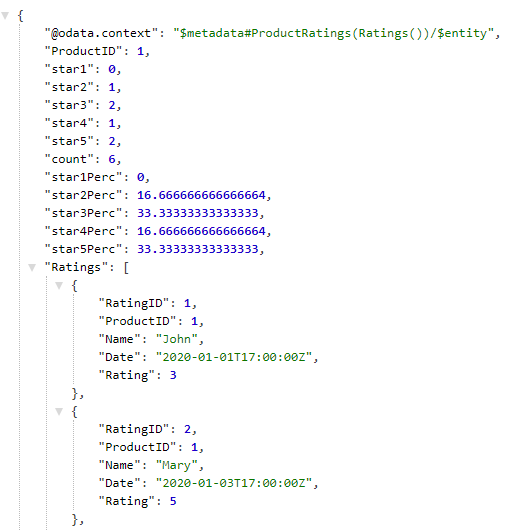 {
"@odata.context": "$metadata#ProductRatings(Ratings())/$entity",
"ProductID": 1,
"star1": 0,
"star2": 1,
"star3": 2,
"star4": 1,
"star5": 2,
"count": 6,
"star1Perc": 0,
"star2Perc": 16.666666666666664,
"star3Perc": 33.33333333333333,
"star4Perc": 16.666666666666664,
"star5Perc": 33.33333333333333,
"Ratings": [
{
"RatingID": 1,
"ProductID": 1,
"Name": "John",
"Date": "2020-01-01T17:00:00Z",
"Rating": 3
},
{
"RatingID": 2,
"ProductID": 1,
"Name": "Mary",
"Date": "2020-01-03T17:00:00Z",
"Rating": 5
},